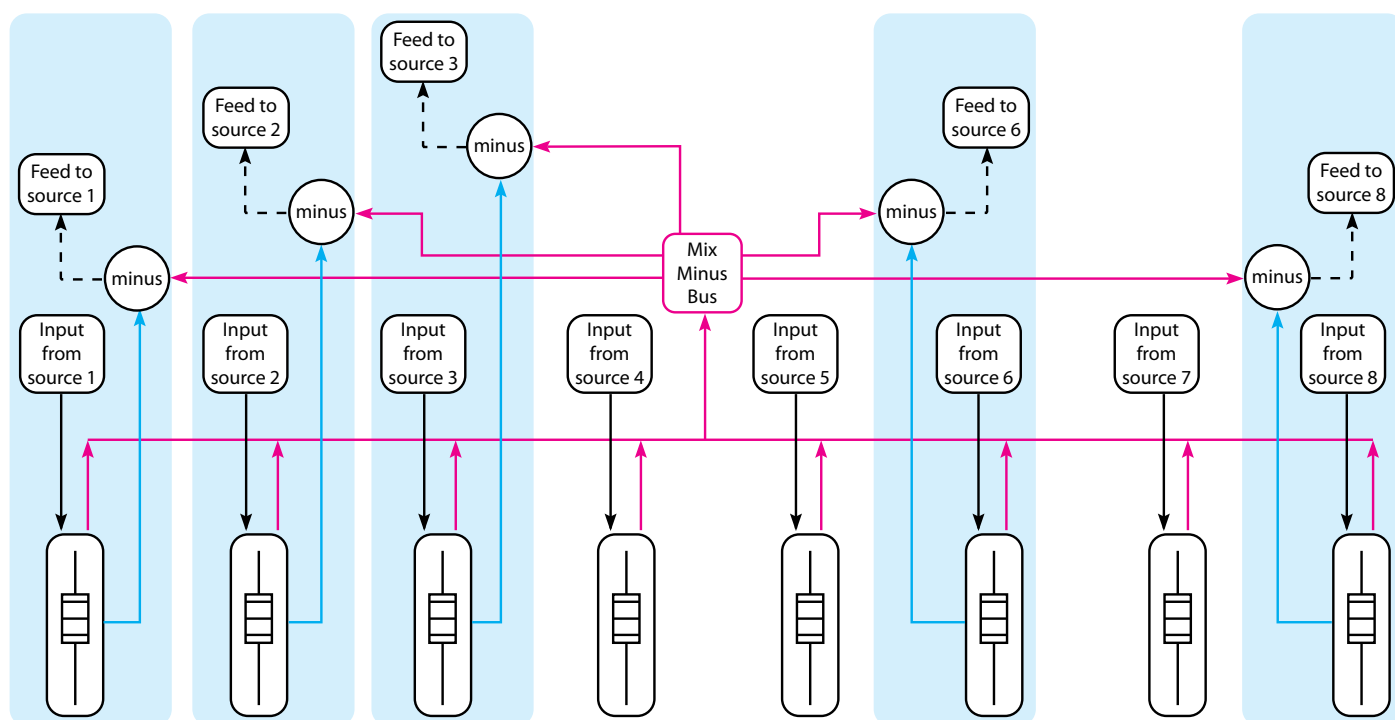 Feed to
source 3
Feed to
source 2
Feed to
source 6
minus
Feed to
source 1
Feed to
source 8
minus
minus
Mix
Minus
Bus
minus
minus
Input
from
source 1
Input
from
source 2
Input
from
source 3
Input
from
source 4
Input
from
source 5
Input
from
source 6
Input
from
source 7
Input
from
source 8